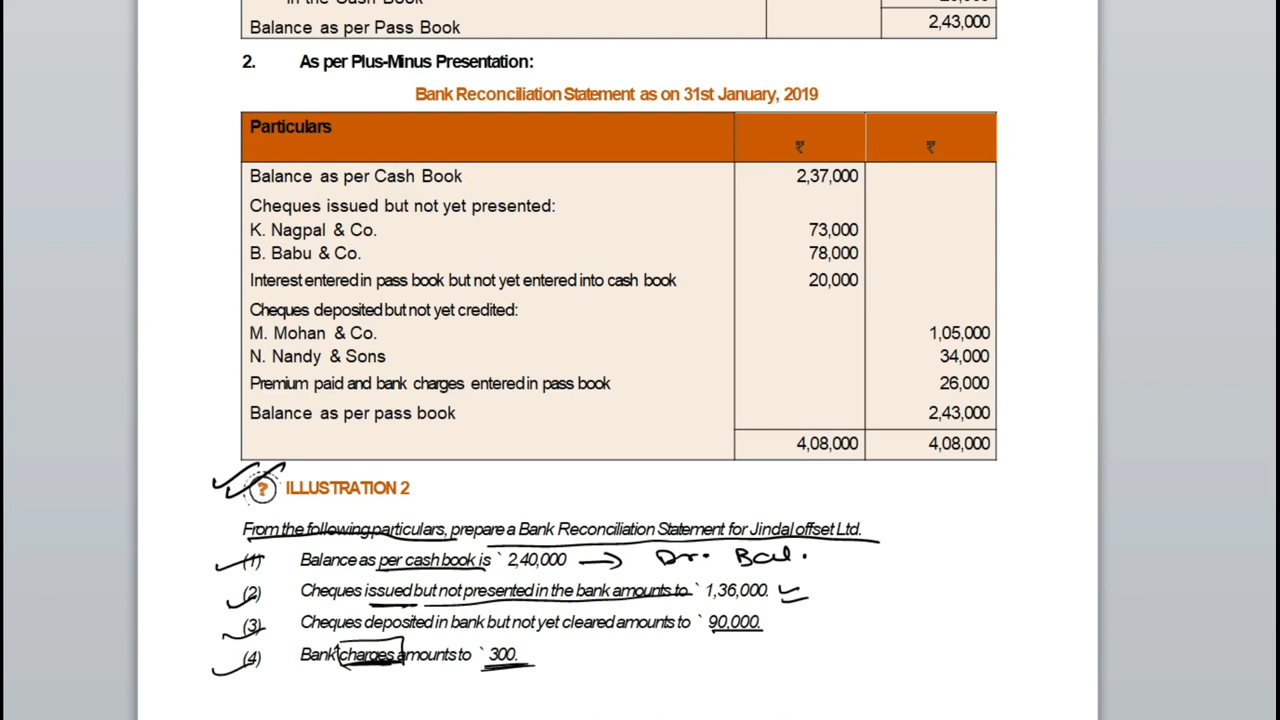 Balance as per Pass Book 2,43,000
2. As per Plus-Minus Presentation:
Bank Reconciliation Statement as on 31st January, 2019
Particulars ₹ ₹
Balance as per Cash Book 2,37,000
Cheques issued but not yet presented:
K. Nagpal & Co. 73,000
B. Babu & Co. 78,000
Interest entered in pass book but not yet entered into cash book 20,000
Cheques deposited but not yet credited:
M. Mohan & Co. 1,05,000
N. Nandy & Sons 34,000
Premium paid and bank charges entered in pass book 26,000
Balance as per pass book 2,43,000
4,08,000 4,08,000
? ILLUSTRATION 2
From the following particulars, prepare a Bank Reconciliation Statement for Jindal offset Ltd.
(1) Balance as per cash book is ` 2,40,000 → Dr. Bal.
(2) Cheques issued but not presented in the bank amounts to ` 1,36,000.
(3) Cheques deposited in bank but not yet cleared amounts to ` 90,000.
(4) Bank charges amounts to ` 300.